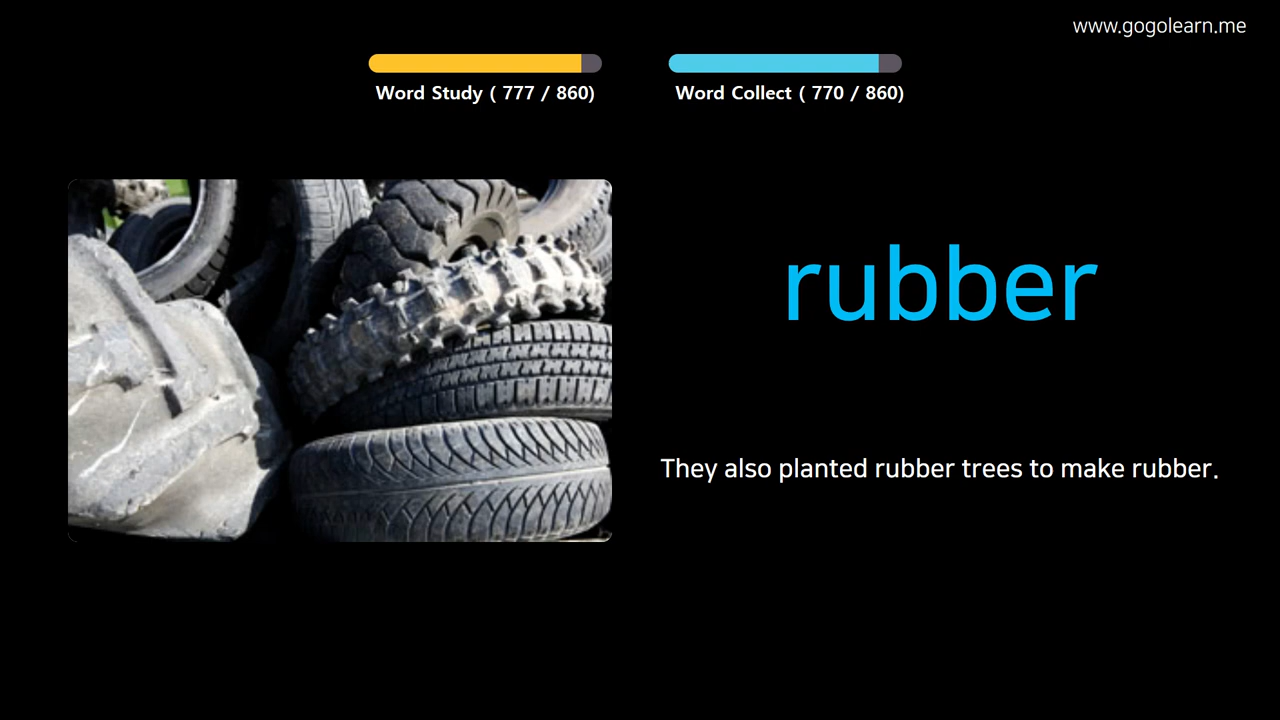 www.gogolearn.me
Word Study ( 777 / 860)
Word Collect ( 770 / 860)
rubber
They also planted rubber trees to make rubber.